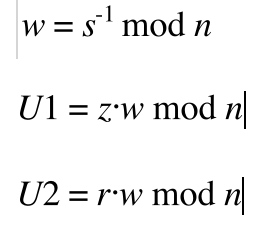 w = s⁻¹ mod n
U1 = z·w mod n
U2 = r·w mod n